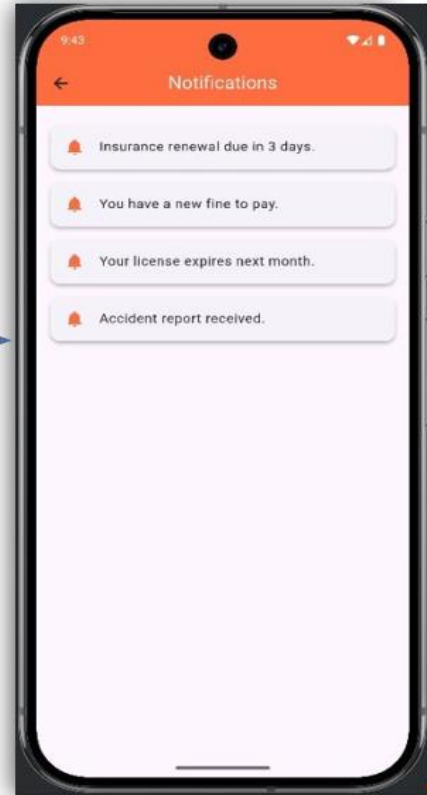 9:43
Notifications
Insurance renewal due in 3 days.
You have a new fine to pay.
Your license expires next month.
Accident report received.